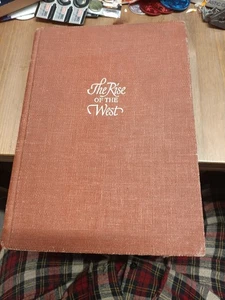 The Rise
OF THE
West